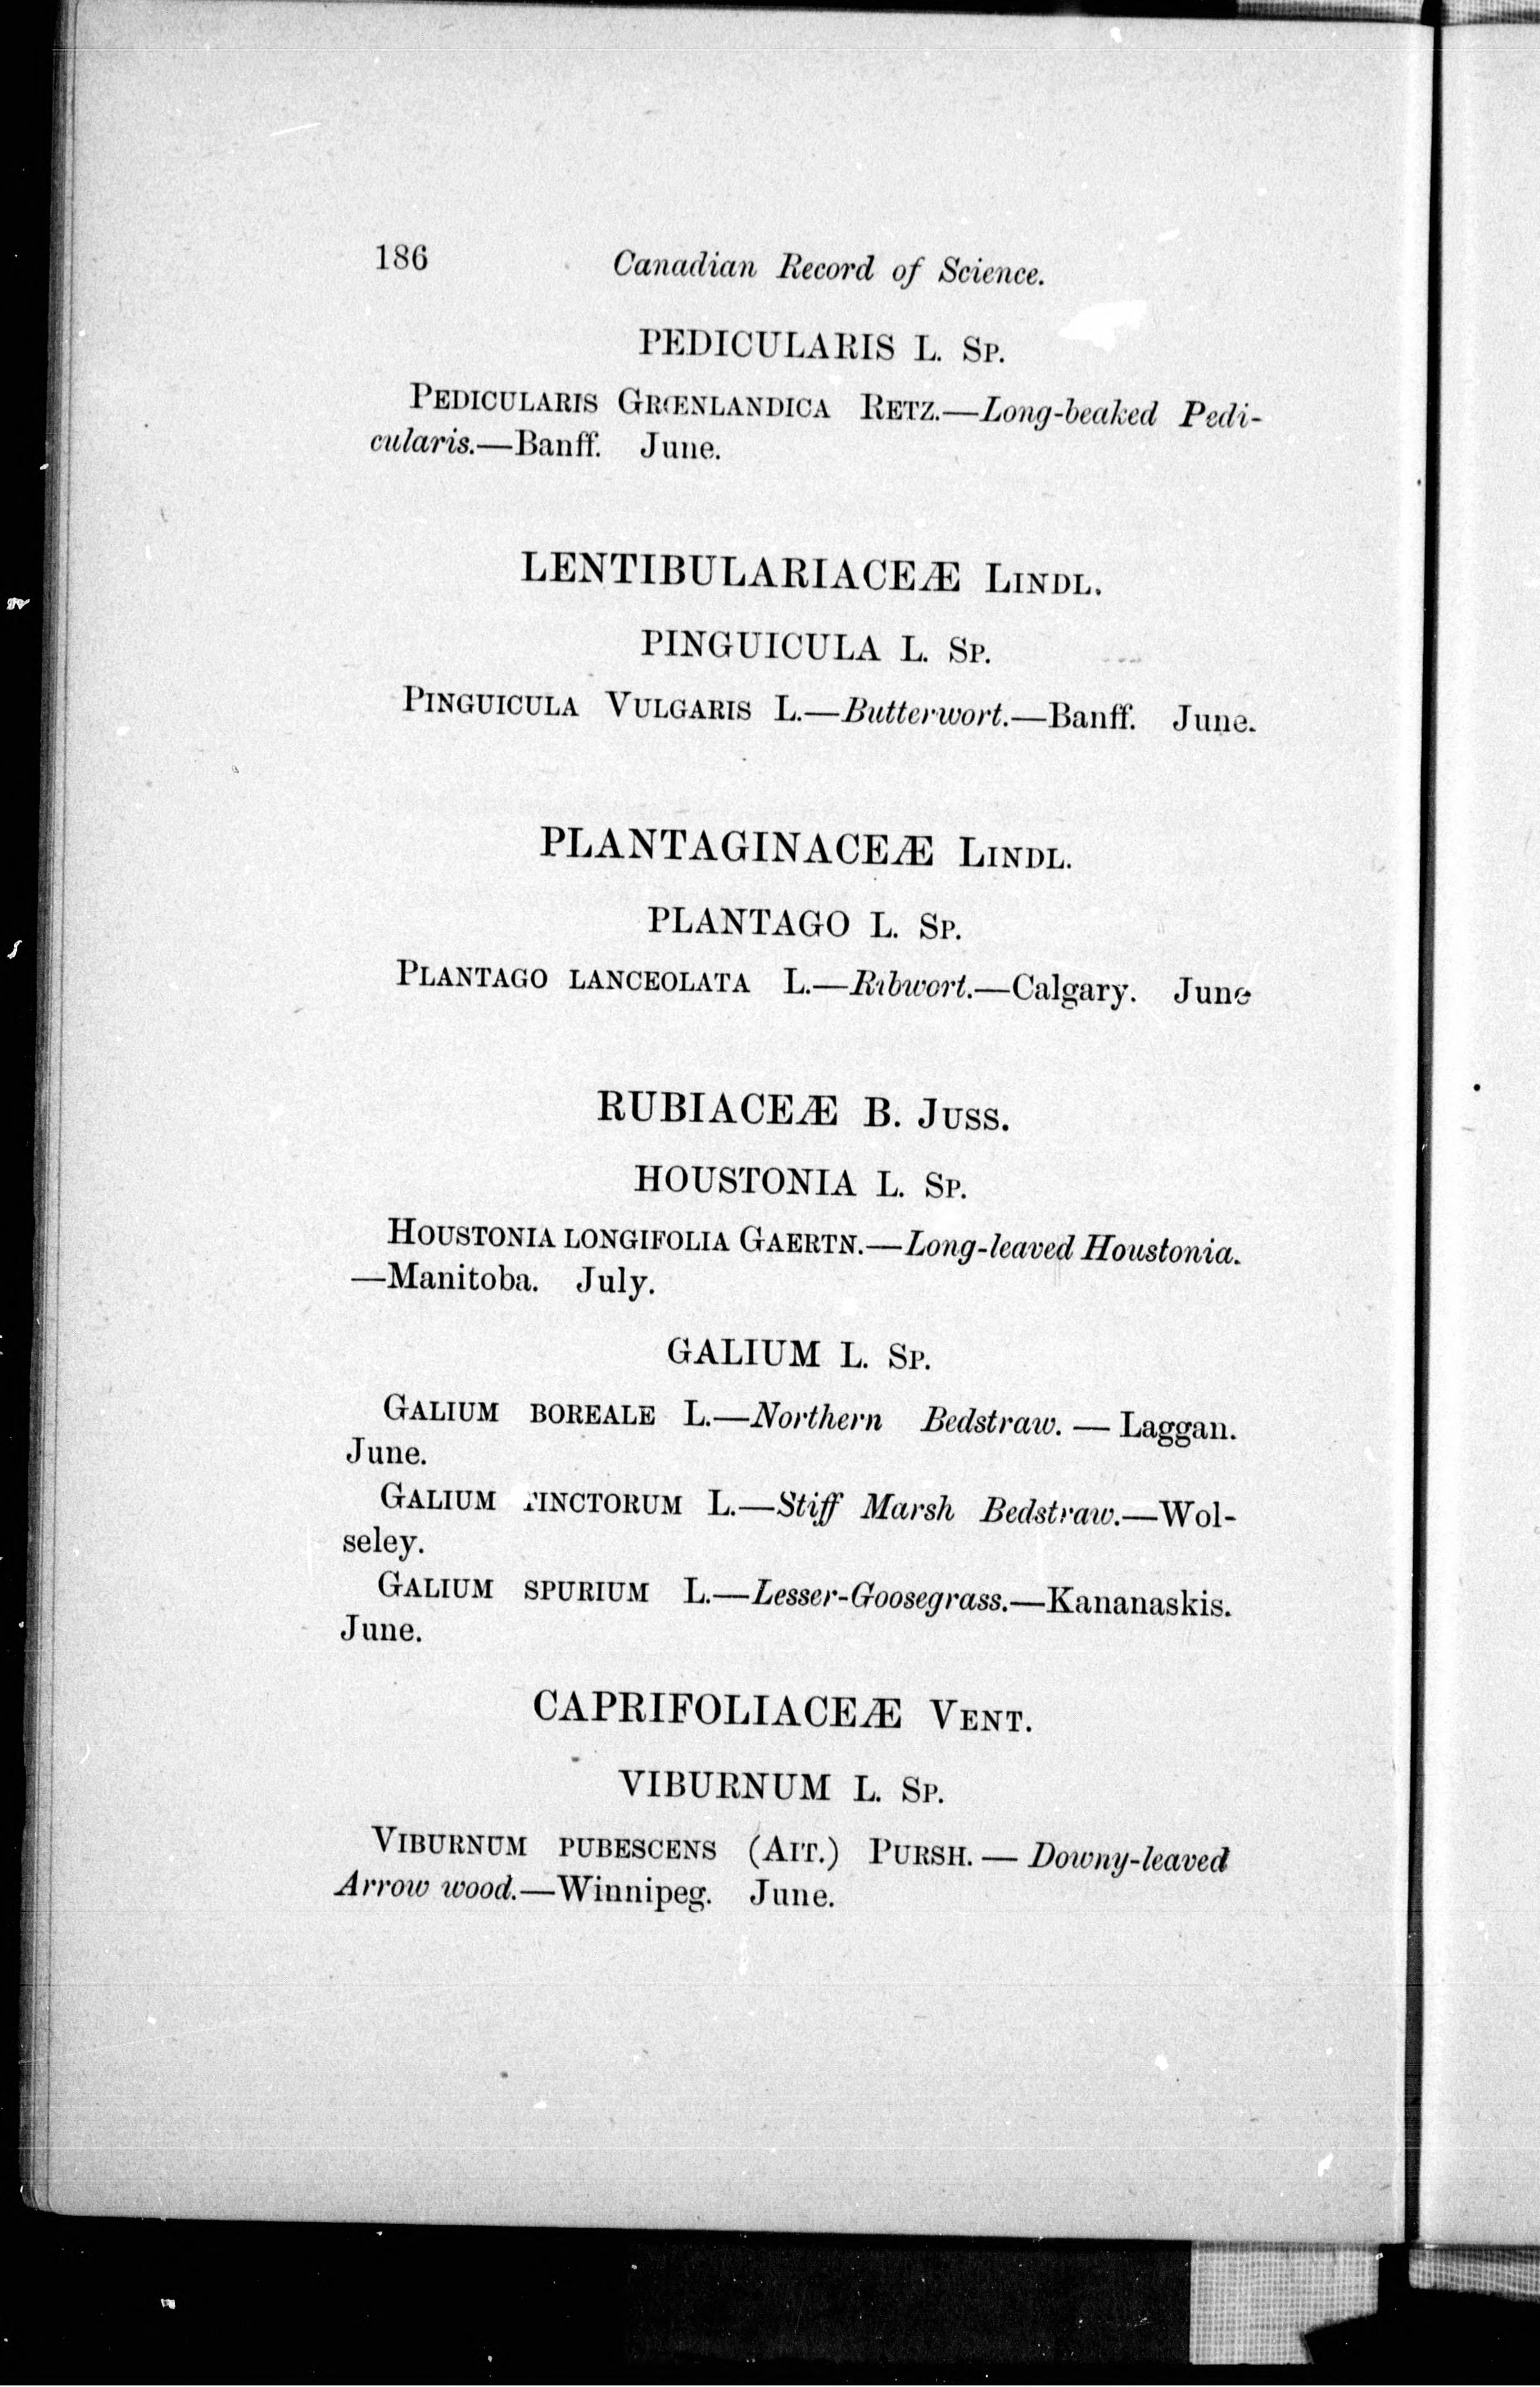 186
Canadian Record of Science.
PEDICULARIS L. SP.
PEDICULARIS GRŒNLANDICA RETZ.—Long-beaked Pedi-
cularis.—Banff. June.
LENTIBULARIACEÆ LINDL.
PINGUICULA L. SP.
PINGUICULA VULGARIS L.—Butterwort.—Banff. June.
PLANTAGINACEÆ LINDL.
PLANTAGO L. SP.
PLANTAGO LANCEOLATA L.—Ribwort.—Calgary. June
RUBIACEÆ B. JUSS.
HOUSTONIA L. SP.
HOUSTONIA LONGIFOLIA GAERTN.—Long-leaved Houstonia.
—Manitoba. July.
GALIUM L. SP.
GALIUM BOREALE L.—Northern Bedstraw. — Laggan.
June.
GALIUM TINCTORUM L.—Stiff Marsh Bedstraw.—Wol-
seley.
GALIUM SPURIUM L.—Lesser-Goosegrass.—Kananaskis.
June.
CAPRIFOLIACEÆ VENT.
VIBURNUM L. SP.
VIBURNUM PUBESCENS (AIT.) PURSH. — Downy-leaved
Arrow wood.—Winnipeg. June.